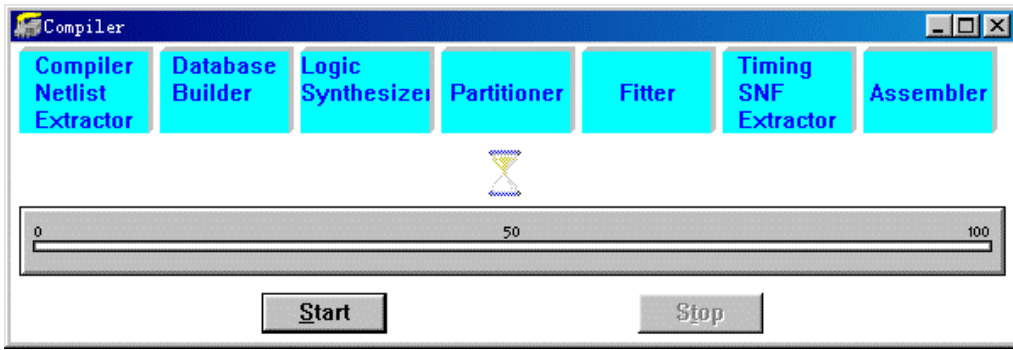 Compiler
Compiler
Netlist
Extractor
Database
Builder
Logic
Synthesizer
Partitioner
Fitter
Timing
SNF
Extractor
Assembler
0 50 100
Start Stop